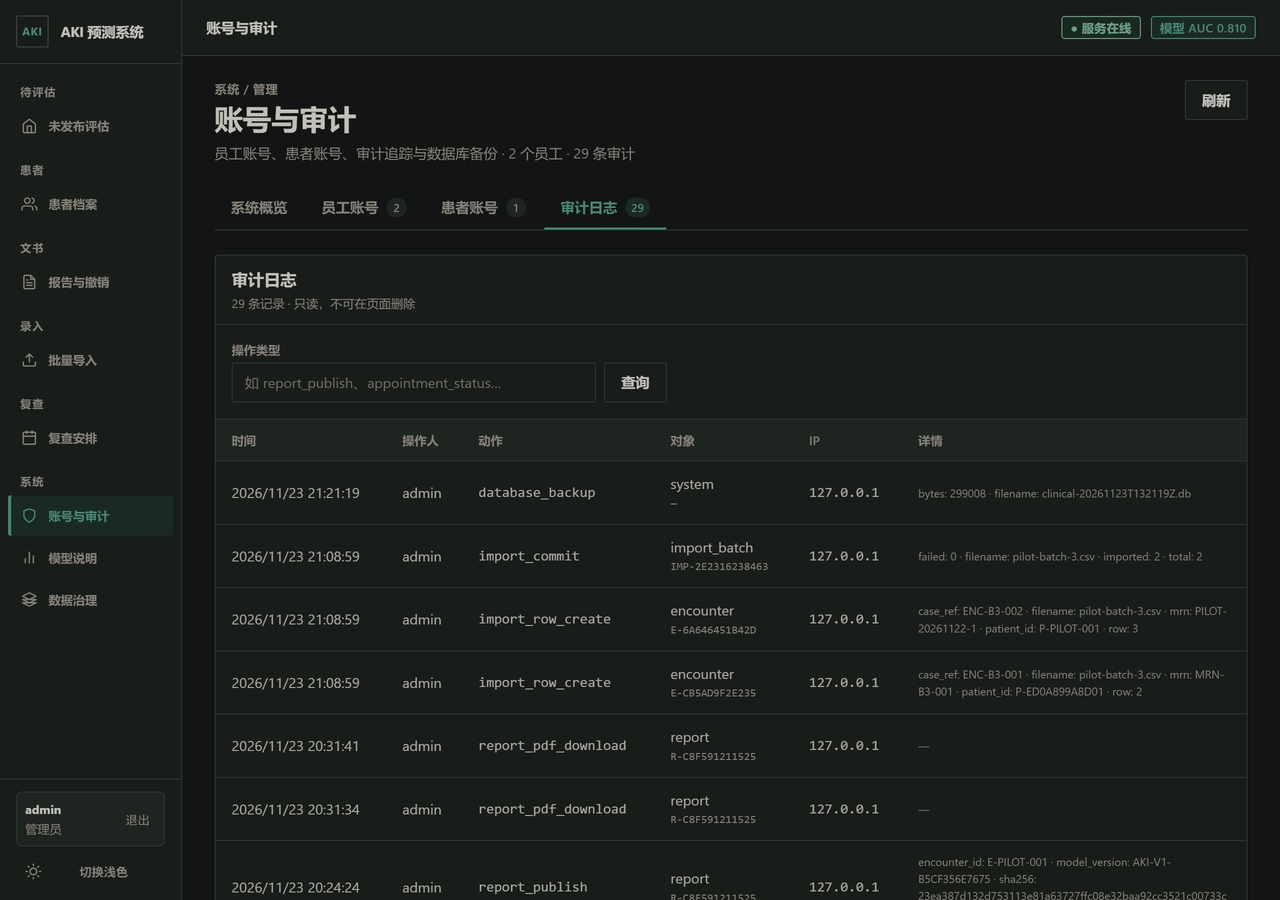 AKI
AKI 预测系统
待评估
未发布评估
患者
患者档案
文书
报告与撤销
录入
批量导入
复查
复查安排
系统
账号与审计
模型说明
数据治理
admin
管理员
退出
切换浅色
账号与审计
● 服务在线
模型 AUC 0.810
系统 / 管理
账号与审计
员工账号、患者账号、审计追踪与数据库备份 · 2 个员工 · 29 条审计
刷新
系统概览 员工账号 2 患者账号 1 审计日志 29
审计日志
29 条记录 · 只读，不可在页面删除
操作类型
如 report_publish、appointment_status...
查询
时间 操作人 动作 对象 IP 详情
2026/11/23 21:21:19 admin database_backup system 127.0.0.1 bytes: 299008 · filename: clinical-20261123T132119Z.db
—
2026/11/23 21:08:59 admin import_commit import_batch 127.0.0.1 failed: 0 · filename: pilot-batch-3.csv · imported: 2 · total: 2
IMP-2E2316238463
2026/11/23 21:08:59 admin import_row_create encounter 127.0.0.1 case_ref: ENC-B3-002 · filename: pilot-batch-3.csv · mrn: PILOT-
E-6A646451B42D 20261122-1 · patient_id: P-PILOT-001 · row: 3
2026/11/23 21:08:59 admin import_row_create encounter 127.0.0.1 case_ref: ENC-B3-001 · filename: pilot-batch-3.csv · mrn: MRN-
E-CB5AD9F2E235 B3-001 · patient_id: P-ED0A899A8D01 · row: 2
2026/11/23 20:31:41 admin report_pdf_download report 127.0.0.1 —
R-C8F591211525
2026/11/23 20:31:34 admin report_pdf_download report 127.0.0.1 —
R-C8F591211525
encounter_id: E-PILOT-001 · model_version: AKI-V1-
2026/11/23 20:24:24 admin report_publish report 127.0.0.1 B5CF356E7675 · sha256:
R-C8F591211525 23ea387d132d753113e81a63727ffc08e32baa92cc3521c00733c